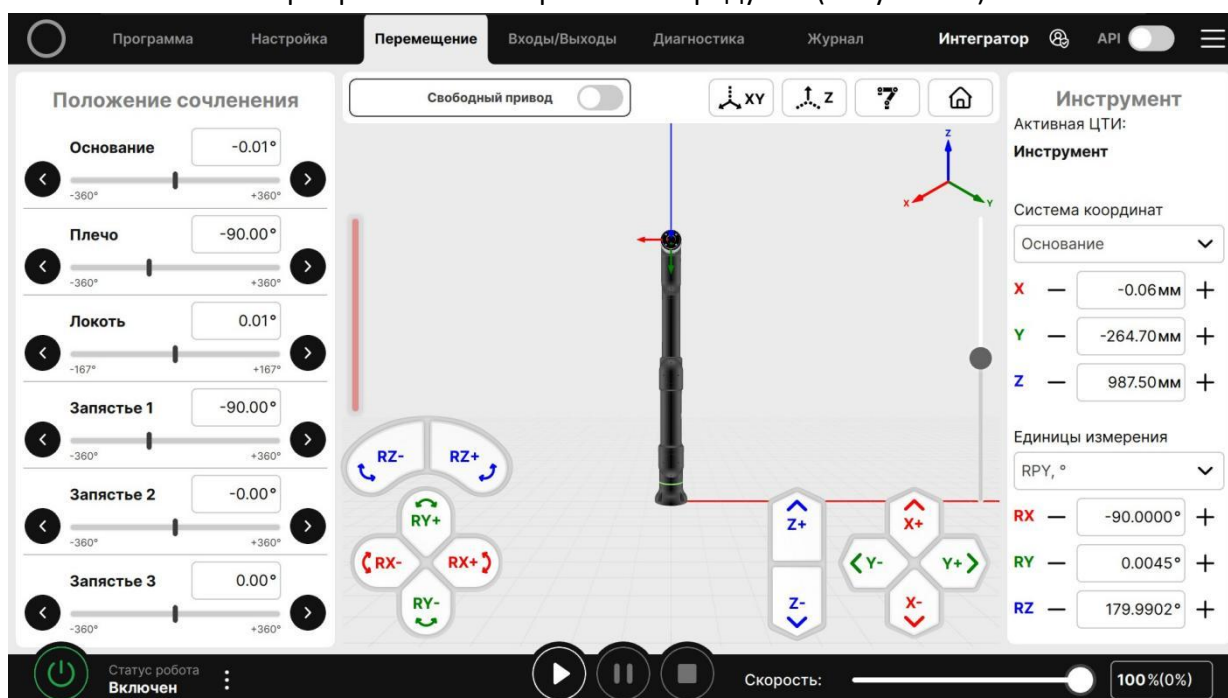 Программа Настройка Перемещение Входы/Выходы Диагностика Журнал Интегратор API
Положение сочленения
Основание -0.01°
-360° +360°
Плечо -90.00°
-360° +360°
Локоть 0.01°
-167° +167°
Запястье 1 -90.00°
-360° +360°
Запястье 2 -0.00°
-360° +360°
Запястье 3 0.00°
-360° +360°
Свободный привод
XY Z
Z
X Y
RZ- RZ+
RY+
RX- RX+
RY-
Z+
Z-
X+
Y- Y+
X-
Инструмент
Активная ЦТИ:
Инструмент
Система координат
Основание
X — -0.06мм +
Y — -264.70мм +
Z — 987.50мм +
Единицы измерения
RPY, °
RX — -90.0000° +
RY — 0.0045° +
RZ — 179.9902° +
Статус робота
Включен
Скорость: 100%(0%)